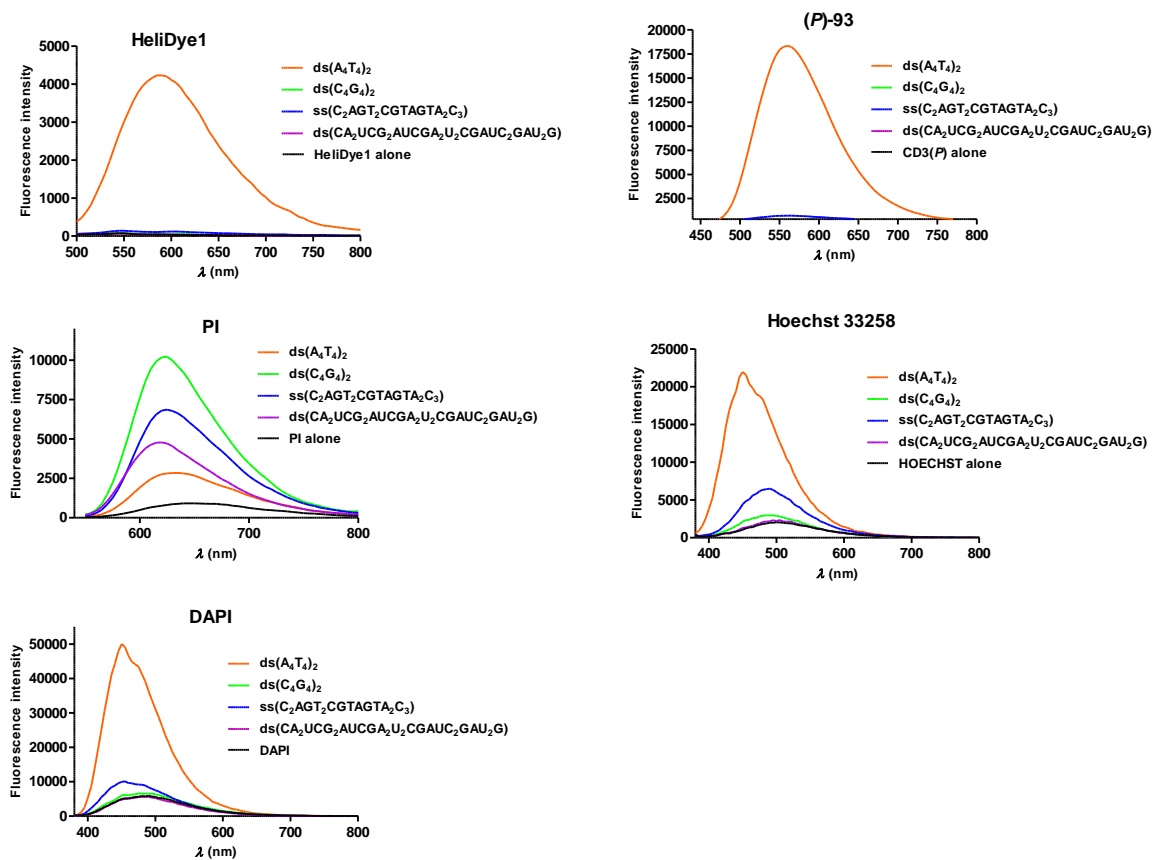 HeliDye1
Fluorescence intensity
5000
4000
3000
2000
1000
0
500 550 600 650 700 750 800
λ (nm)
ds(A₄T₄)₂
ds(C₄G₄)₂
ss(C₂AGT₂CGTAGTA₂C₃)
ds(CA₂UCG₂AUCGA₂U₂CGAUC₂GAU₂G)
HeliDye1 alone
(P)-93
Fluorescence intensity
20000
17500
15000
12500
10000
7500
5000
2500
450 500 550 600 650 700 750 800
λ (nm)
ds(A₄T₄)₂
ds(C₄G₄)₂
ss(C₂AGT₂CGTAGTA₂C₃)
ds(CA₂UCG₂AUCGA₂U₂CGAUC₂GAU₂G)
CD3(P) alone
PI
Fluorescence intensity
10000
7500
5000
2500
0
600 700 800
λ (nm)
ds(A₄T₄)₂
ds(C₄G₄)₂
ss(C₂AGT₂CGTAGTA₂C₃)
ds(CA₂UCG₂AUCGA₂U₂CGAUC₂GAU₂G)
PI alone
Hoechst 33258
Fluorescence intensity
25000
20000
15000
10000
5000
0
400 500 600 700 800
λ (nm)
ds(A₄T₄)₂
ds(C₄G₄)₂
ss(C₂AGT₂CGTAGTA₂C₃)
ds(CA₂UCG₂AUCGA₂U₂CGAUC₂GAU₂G)
HOECHST alone
DAPI
Fluorescence intensity
50000
40000
30000
20000
10000
0
400 500 600 700 800
λ (nm)
ds(A₄T₄)₂
ds(C₄G₄)₂
ss(C₂AGT₂CGTAGTA₂C₃)
ds(CA₂UCG₂AUCGA₂U₂CGAUC₂GAU₂G)
DAPI